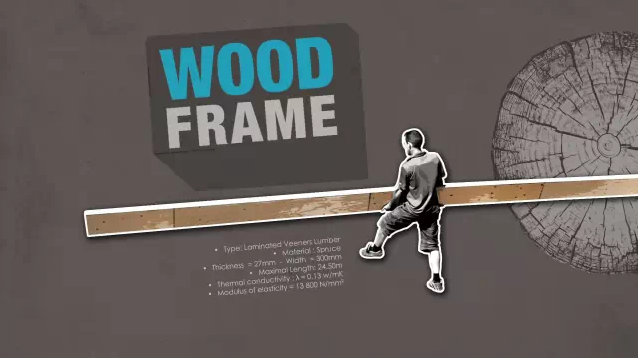 WOOD
FRAME
• Type: Laminated Veeners Lumber
• Material : Spruce
• Thickness = 27mm - Width = 300mm
• Maximal Length: 24,50m
• Thermal conductivity : λ = 0.13 w/mK
• Modulus of elasticity = 13 800 N/mm²